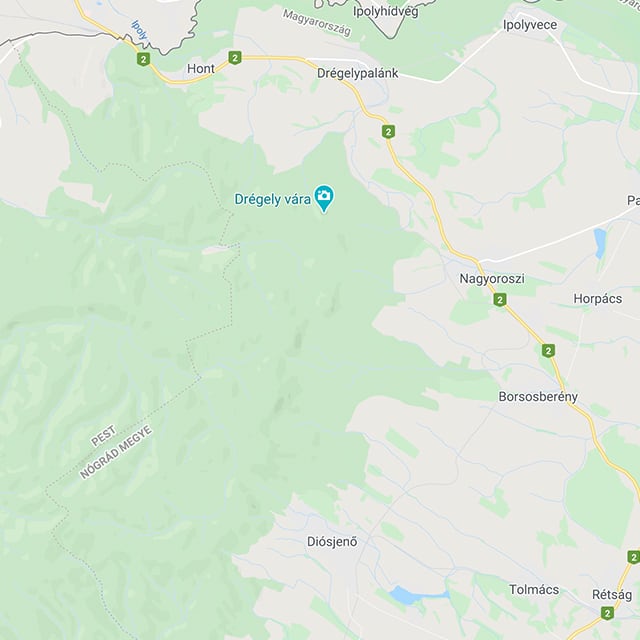 Ipolyhídvég
Magyarország
Ipolyvece
Ipoly
2
Hont
2
Drégelypalánk
2
Drégely vára
Nagyoroszi
2
Horpács
2
Borsosberény
PEST
NÓGRÁD MEGYE
Diósjenő
2
Tolmács
Rétság
2